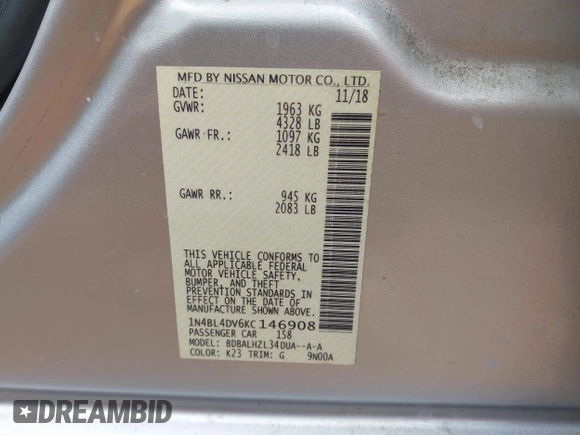 MFD BY NISSAN MOTOR CO., LTD.
DATE: 11/18
GVWR: 1963 KG
4328 LB
GAWR FR.: 1097 KG
2418 LB
GAWR RR.: 945 KG
2083 LB
THIS VEHICLE CONFORMS TO
ALL APPLICABLE FEDERAL
MOTOR VEHICLE SAFETY,
BUMPER, AND THEFT
PREVENTION STANDARDS IN
EFFECT ON THE DATE OF
MANUFACTURE SHOWN ABOVE.
1N4BL4DV6KC146908
PASSENGER CAR 158
MODEL: BDBALHZL34DUA--A-A
COLOR: K23 TRIM: G 9N00A
DREAMBID